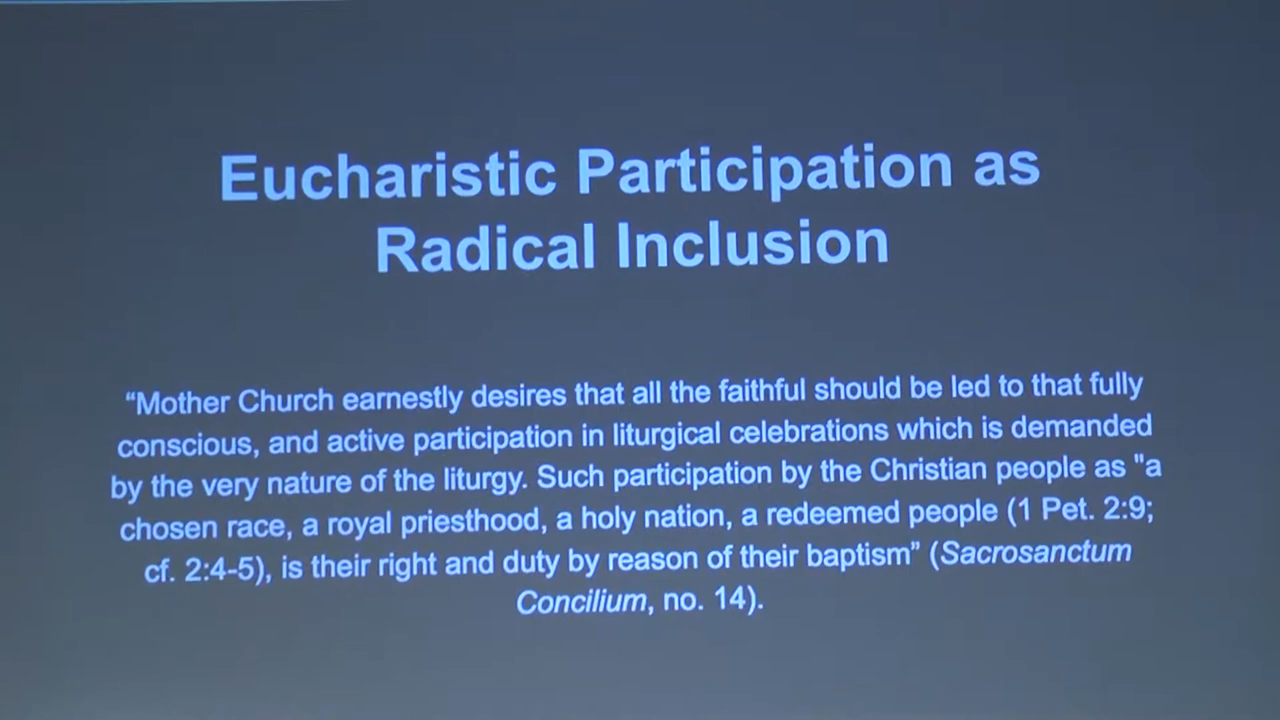 Eucharistic Participation as
Radical Inclusion
“Mother Church earnestly desires that all the faithful should be led to that fully
conscious, and active participation in liturgical celebrations which is demanded
by the very nature of the liturgy. Such participation by the Christian people as "a
chosen race, a royal priesthood, a holy nation, a redeemed people (1 Pet. 2:9;
cf. 2:4-5), is their right and duty by reason of their baptism” (Sacrosanctum
Concilium, no. 14).